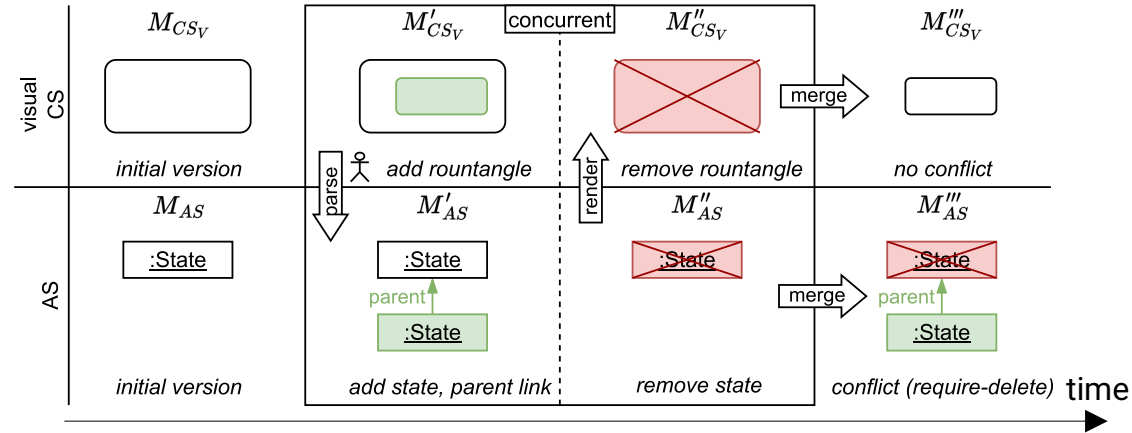 M_{CS_V}
M'_{CS_V}
concurrent
M''_{CS_V}
M'''_{CS_V}
visual
CS
merge
initial version
add rountangle
remove rountangle
no conflict
parse
render
M_{AS}
M'_{AS}
M''_{AS}
M'''_{AS}
AS
:State
:State
:State
:State
parent
merge
parent
:State
:State
initial version
add state, parent link
remove state
conflict (require-delete)
time